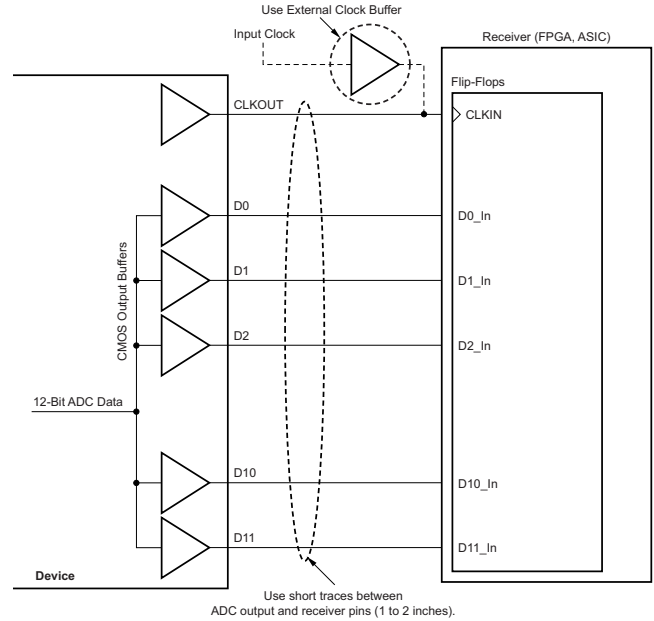 Use External Clock Buffer
Input Clock
Receiver (FPGA, ASIC)
Flip-Flops
CLKOUT
CLKIN
D0
D0_In
CMOS Output Buffers
D1
D1_In
D2
D2_In
12-Bit ADC Data
D10
D10_In
D11
D11_In
Device
Use short traces between
ADC output and receiver pins (1 to 2 inches).